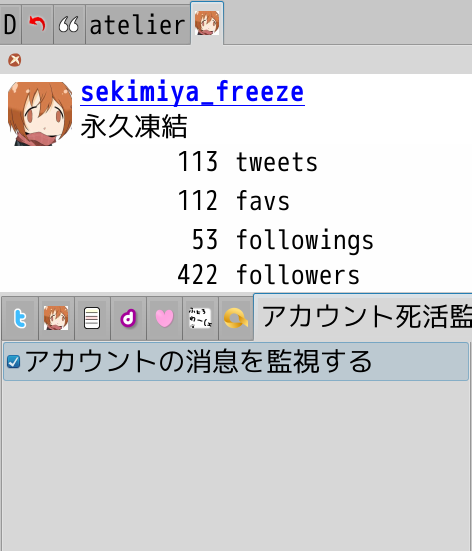 D atelier
sekimiya_freeze
永久凍結
113 tweets
112 favs
53 followings
422 followers
アカウント死活監
アカウントの消息を監視する